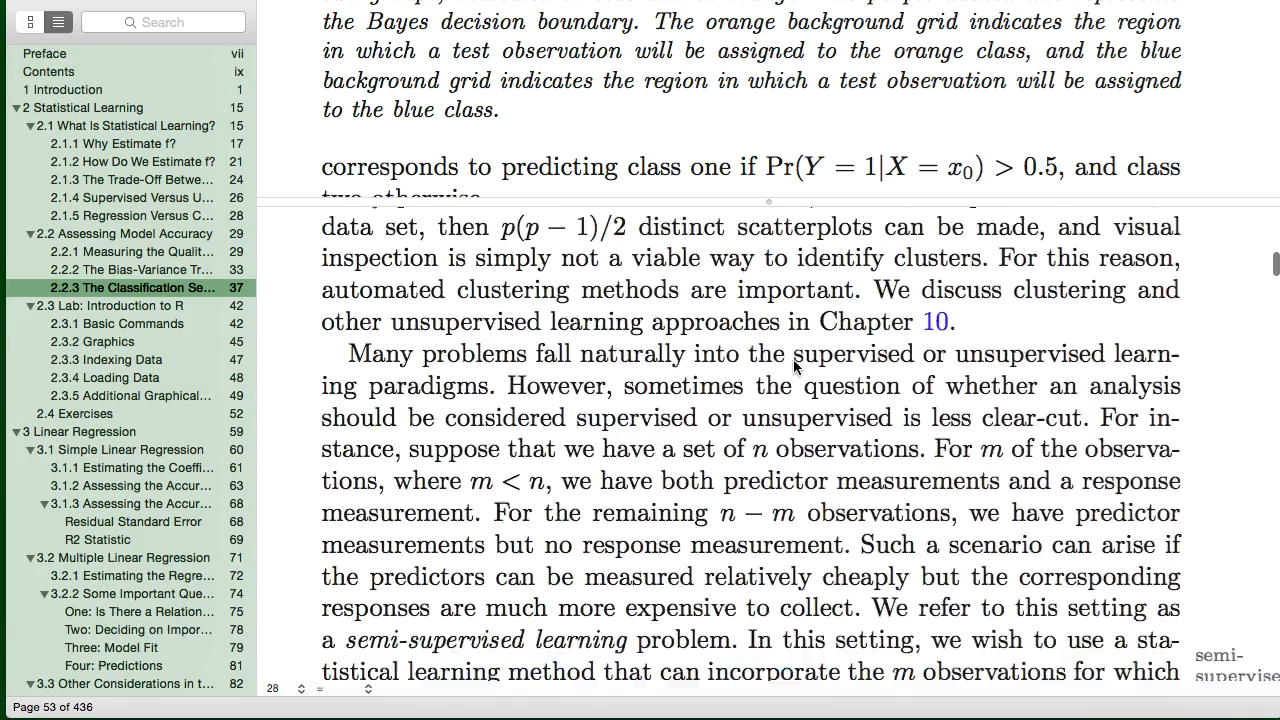 Search
Preface vii
Contents ix
1 Introduction 1
2 Statistical Learning 15
2.1 What Is Statistical Learning? 15
2.1.1 Why Estimate f? 17
2.1.2 How Do We Estimate f? 21
2.1.3 The Trade-Off Betwe... 24
2.1.4 Supervised Versus U... 26
2.1.5 Regression Versus C... 28
2.2 Assessing Model Accuracy 29
2.2.1 Measuring the Qualit... 29
2.2.2 The Bias-Variance Tr... 33
2.2.3 The Classification Se... 37
2.3 Lab: Introduction to R 42
2.3.1 Basic Commands 42
2.3.2 Graphics 45
2.3.3 Indexing Data 47
2.3.4 Loading Data 48
2.3.5 Additional Graphical... 49
2.4 Exercises 52
3 Linear Regression 59
3.1 Simple Linear Regression 60
3.1.1 Estimating the Coeffi... 61
3.1.2 Assessing the Accur... 63
3.1.3 Assessing the Accur... 68
Residual Standard Error 68
R2 Statistic 69
3.2 Multiple Linear Regression 71
3.2.1 Estimating the Regre... 72
3.2.2 Some Important Que... 74
One: Is There a Relation... 75
Two: Deciding on Impor... 78
Three: Model Fit 79
Four: Predictions 81
3.3 Other Considerations in t... 82
Page 53 of 436
the Bayes decision boundary. The orange background grid indicates the region
in which a test observation will be assigned to the orange class, and the blue
background grid indicates the region in which a test observation will be assigned
to the blue class.
corresponds to predicting class one if Pr(Y = 1|X = x₀) > 0.5, and class
two otherwise
data set, then p(p − 1)/2 distinct scatterplots can be made, and visual
inspection is simply not a viable way to identify clusters. For this reason,
automated clustering methods are important. We discuss clustering and
other unsupervised learning approaches in Chapter 10.
Many problems fall naturally into the supervised or unsupervised learn-
ing paradigms. However, sometimes the question of whether an analysis
should be considered supervised or unsupervised is less clear-cut. For in-
stance, suppose that we have a set of n observations. For m of the observa-
tions, where m < n, we have both predictor measurements and a response
measurement. For the remaining n − m observations, we have predictor
measurements but no response measurement. Such a scenario can arise if
the predictors can be measured relatively cheaply but the corresponding
responses are much more expensive to collect. We refer to this setting as
a semi-supervised learning problem. In this setting, we wish to use a sta-
tistical learning method that can incorporate the m observations for which
semi-
supervise
28